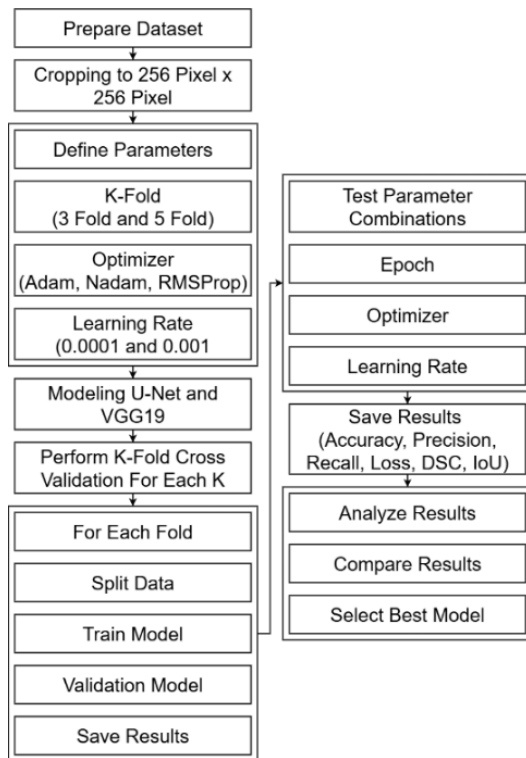 Prepare Dataset
Cropping to 256 Pixel x
256 Pixel
Define Parameters
K-Fold
(3 Fold and 5 Fold)
Optimizer
(Adam, Nadam, RMSProp)
Learning Rate
(0.0001 and 0.001
Modeling U-Net and
VGG19
Perform K-Fold Cross
Validation For Each K
For Each Fold
Split Data
Train Model
Validation Model
Save Results
Test Parameter
Combinations
Epoch
Optimizer
Learning Rate
Save Results
(Accuracy, Precision,
Recall, Loss, DSC, IoU)
Analyze Results
Compare Results
Select Best Model